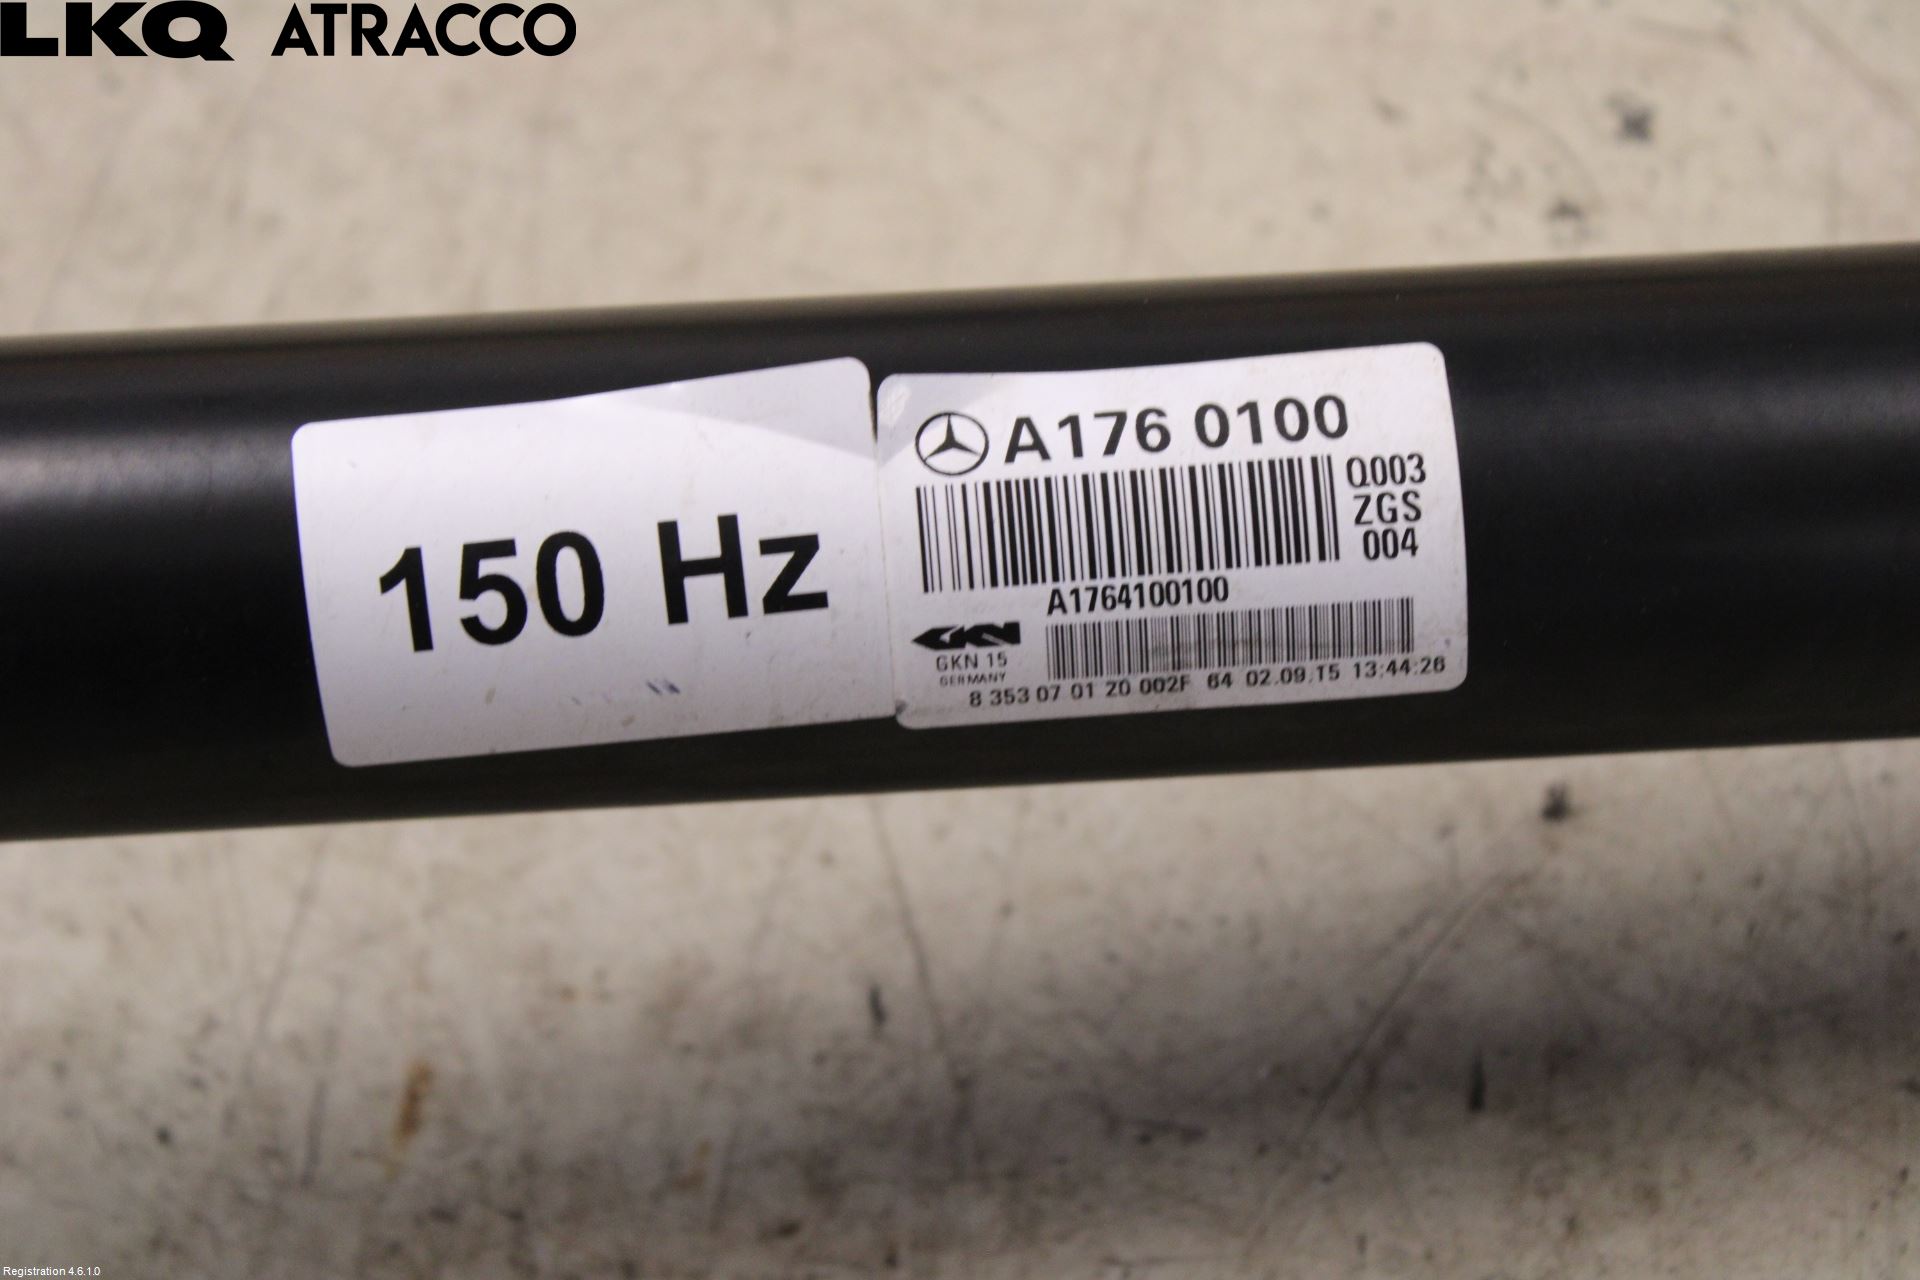 LKQ ATRACCO
150 Hz
A176 0100
Q003
ZGS
004
A1764100100
GKN
GKN 15
GERMANY
8 353 07 01 20 002F 64 02.09.15 13:44:26
Registration 4.6.1.0